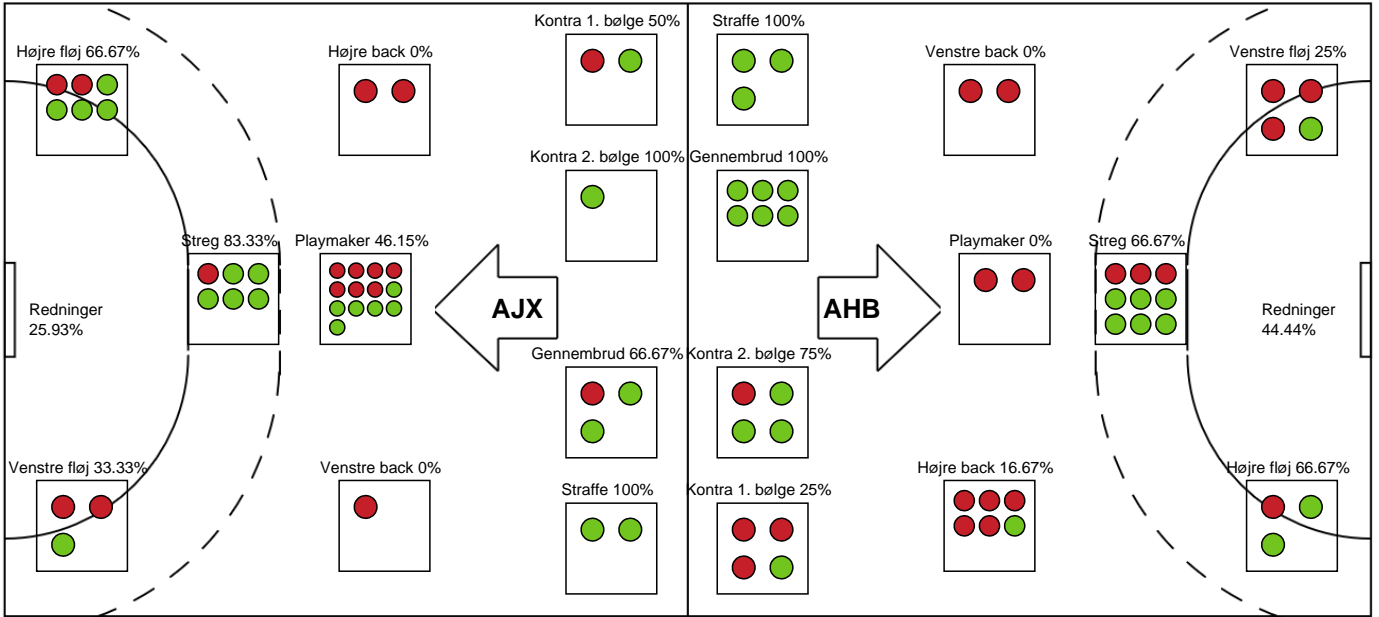 Kontra 1. bølge 50%
Straffe 100%
Højre fløj 66.67%
Højre back 0%
Venstre back 0%
Venstre fløj 25%
Kontra 2. bølge 100%
Gennembrud 100%
Streg 83.33%
Playmaker 46.15%
Playmaker 0%
Streg 66.67%
Redninger
25.93%
AJX
AHB
Redninger
44.44%
Gennembrud 66.67%
Kontra 2. bølge 75%
Venstre fløj 33.33%
Venstre back 0%
Højre back 16.67%
Højre fløj 66.67%
Straffe 100%
Kontra 1. bølge 25%